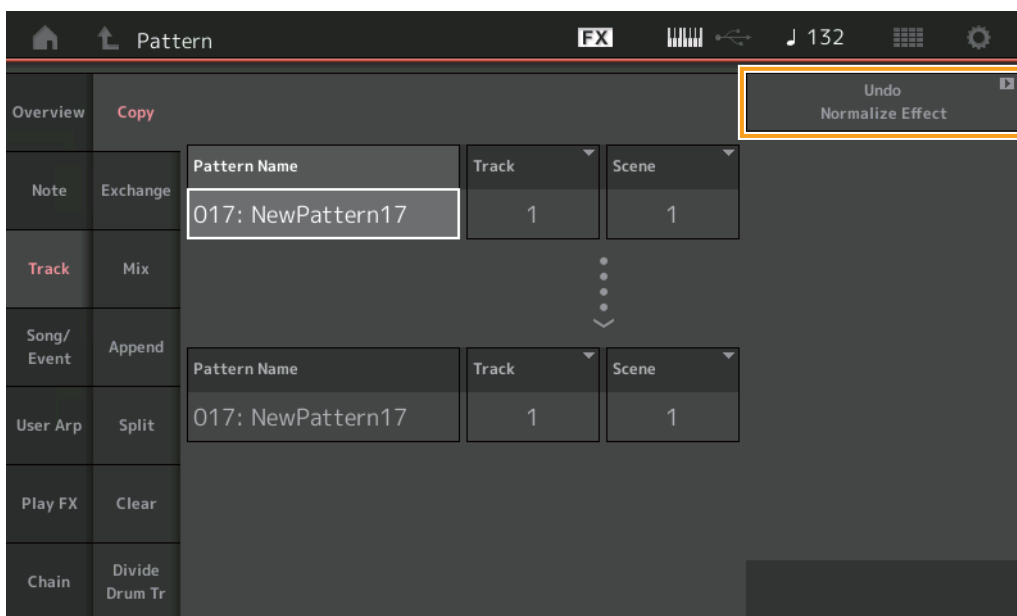 Pattern
FX
132
Overview
Copy
Undo
Normalize Effect
Note
Exchange
Pattern Name
Track
Scene
017: NewPattern17
1
1
Track
Mix
Song/
Event
Append
Pattern Name
Track
Scene
017: NewPattern17
1
1
User Arp
Split
Play FX
Clear
Chain
Divide
Drum Tr